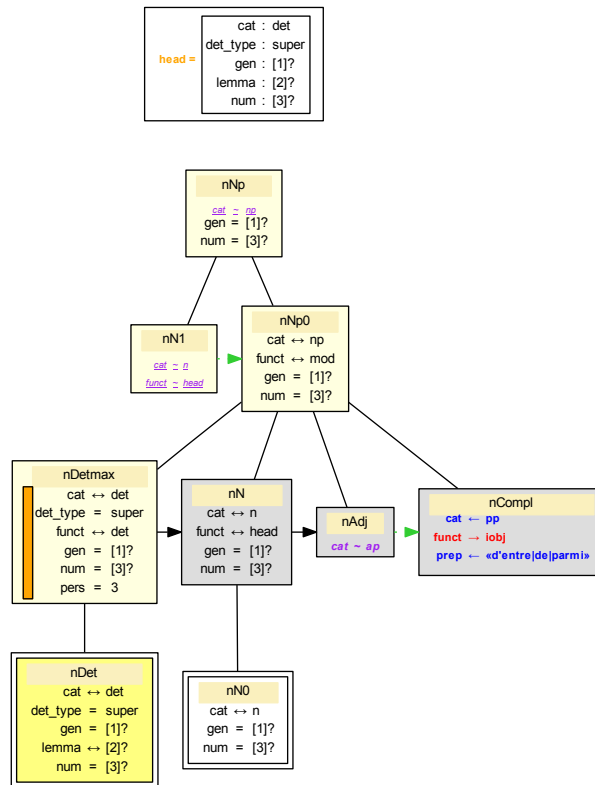 head =
cat : det
det_type : super
gen : [1]?
lemma : [2]?
num : [3]?
nNp
cat ~ np
gen = [1]?
num = [3]?
nN1
cat ~ n
funct ~ head
nNp0
cat ↔ np
funct ↔ mod
gen = [1]?
num = [3]?
nDetmax
cat ↔ det
det_type = super
funct ↔ det
gen = [1]?
num = [3]?
pers = 3
nN
cat ↔ n
funct ↔ head
gen = [1]?
num = [3]?
nAdj
cat ~ ap
nCompl
cat ← pp
funct → iobj
prep ← «d'entre|de|parmi»
nDet
cat ↔ det
det_type = super
gen = [1]?
lemma ↔ [2]?
num = [3]?
nN0
cat ↔ n
gen = [1]?
num = [3]?